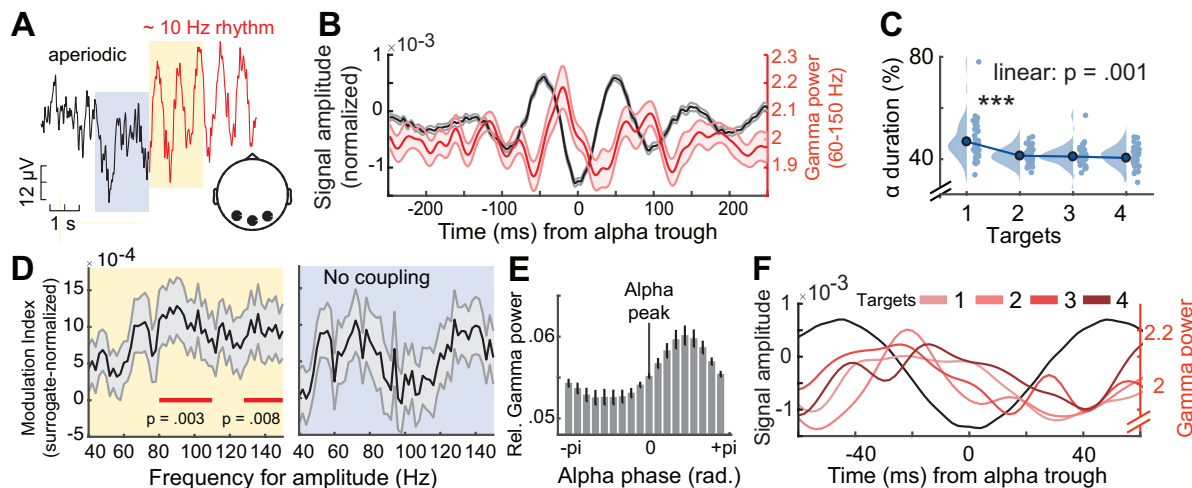 A
aperiodic
~ 10 Hz rhythm
12 µV
1 s
B
×10⁻³
Signal amplitude
(normalized)
1
0
-1
-200
-100
0
100
200
Time (ms) from alpha trough
2.3
2.2
2.1
2
1.9
Gamma power
(60-150 Hz)
C
α duration (%)
80
40
linear: p = .001
***
1
2
3
4
Targets
D
×10⁻⁴
Modulation Index
(surrogate-normalized)
15
10
5
0
-5
p = .003
p = .008
40
60
80
100
120
140
No coupling
40
60
80
100
120
140
Frequency for amplitude (Hz)
E
Rel. Gamma power
.06
.05
Alpha
peak
-pi
0
+pi
Alpha phase (rad.)
F
×10⁻³
Targets
1
2
3
4
Signal amplitude
1
0
-1
-40
0
40
Time (ms) from alpha trough
2.2
2
Gamma power